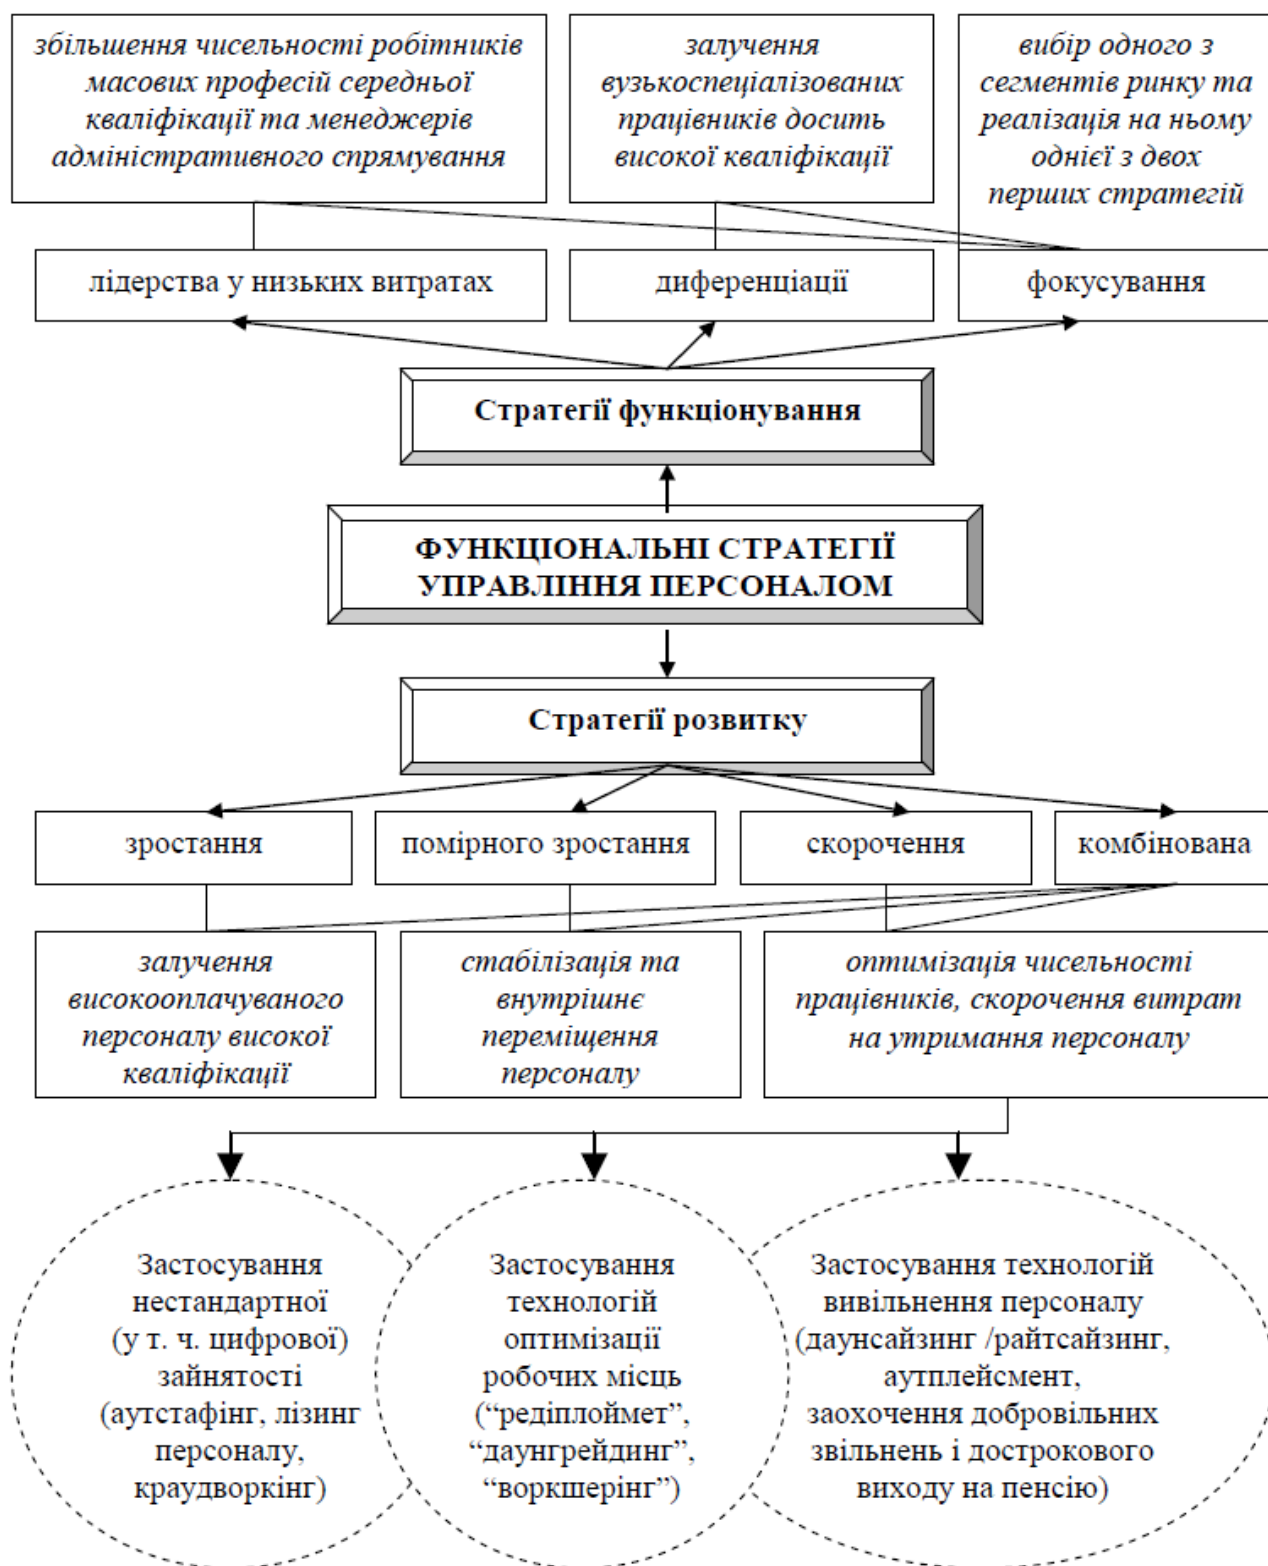 збільшення чисельності робітників
масових професій середньої
кваліфікації та менеджерів
адміністративного спрямування
залучення
вузькоспеціалізованих
працівників досить
високої кваліфікації
вибір одного з
сегментів ринку та
реалізація на ньому
однієї з двох
перших стратегій
лідерства у низьких витратах
диференціації
фокусування
Стратегії функціонування
ФУНКЦІОНАЛЬНІ СТРАТЕГІЇ
УПРАВЛІННЯ ПЕРСОНАЛОМ
Стратегії розвитку
зростання
помірного зростання
скорочення
комбінована
залучення
високооплачуваного
персоналу високої
кваліфікації
стабілізація та
внутрішнє
переміщення
персоналу
оптимізація чисельності
працівників, скорочення витрат
на утримання персоналу
Застосування
нестандартної
(у т. ч. цифрової)
зайнятості
(аутстафінг, лізинг
персоналу,
краудворкінг)
Застосування
технологій
оптимізації
робочих місць
(“редіплоймет”,
“даунгрейдинг”,
“воркшерінг”)
Застосування технологій
вивільнення персоналу
(даунсайзинг /райтсайзинг,
аутплейсмент,
заохочення добровільних
звільнень і дострокового
виходу на пенсію)